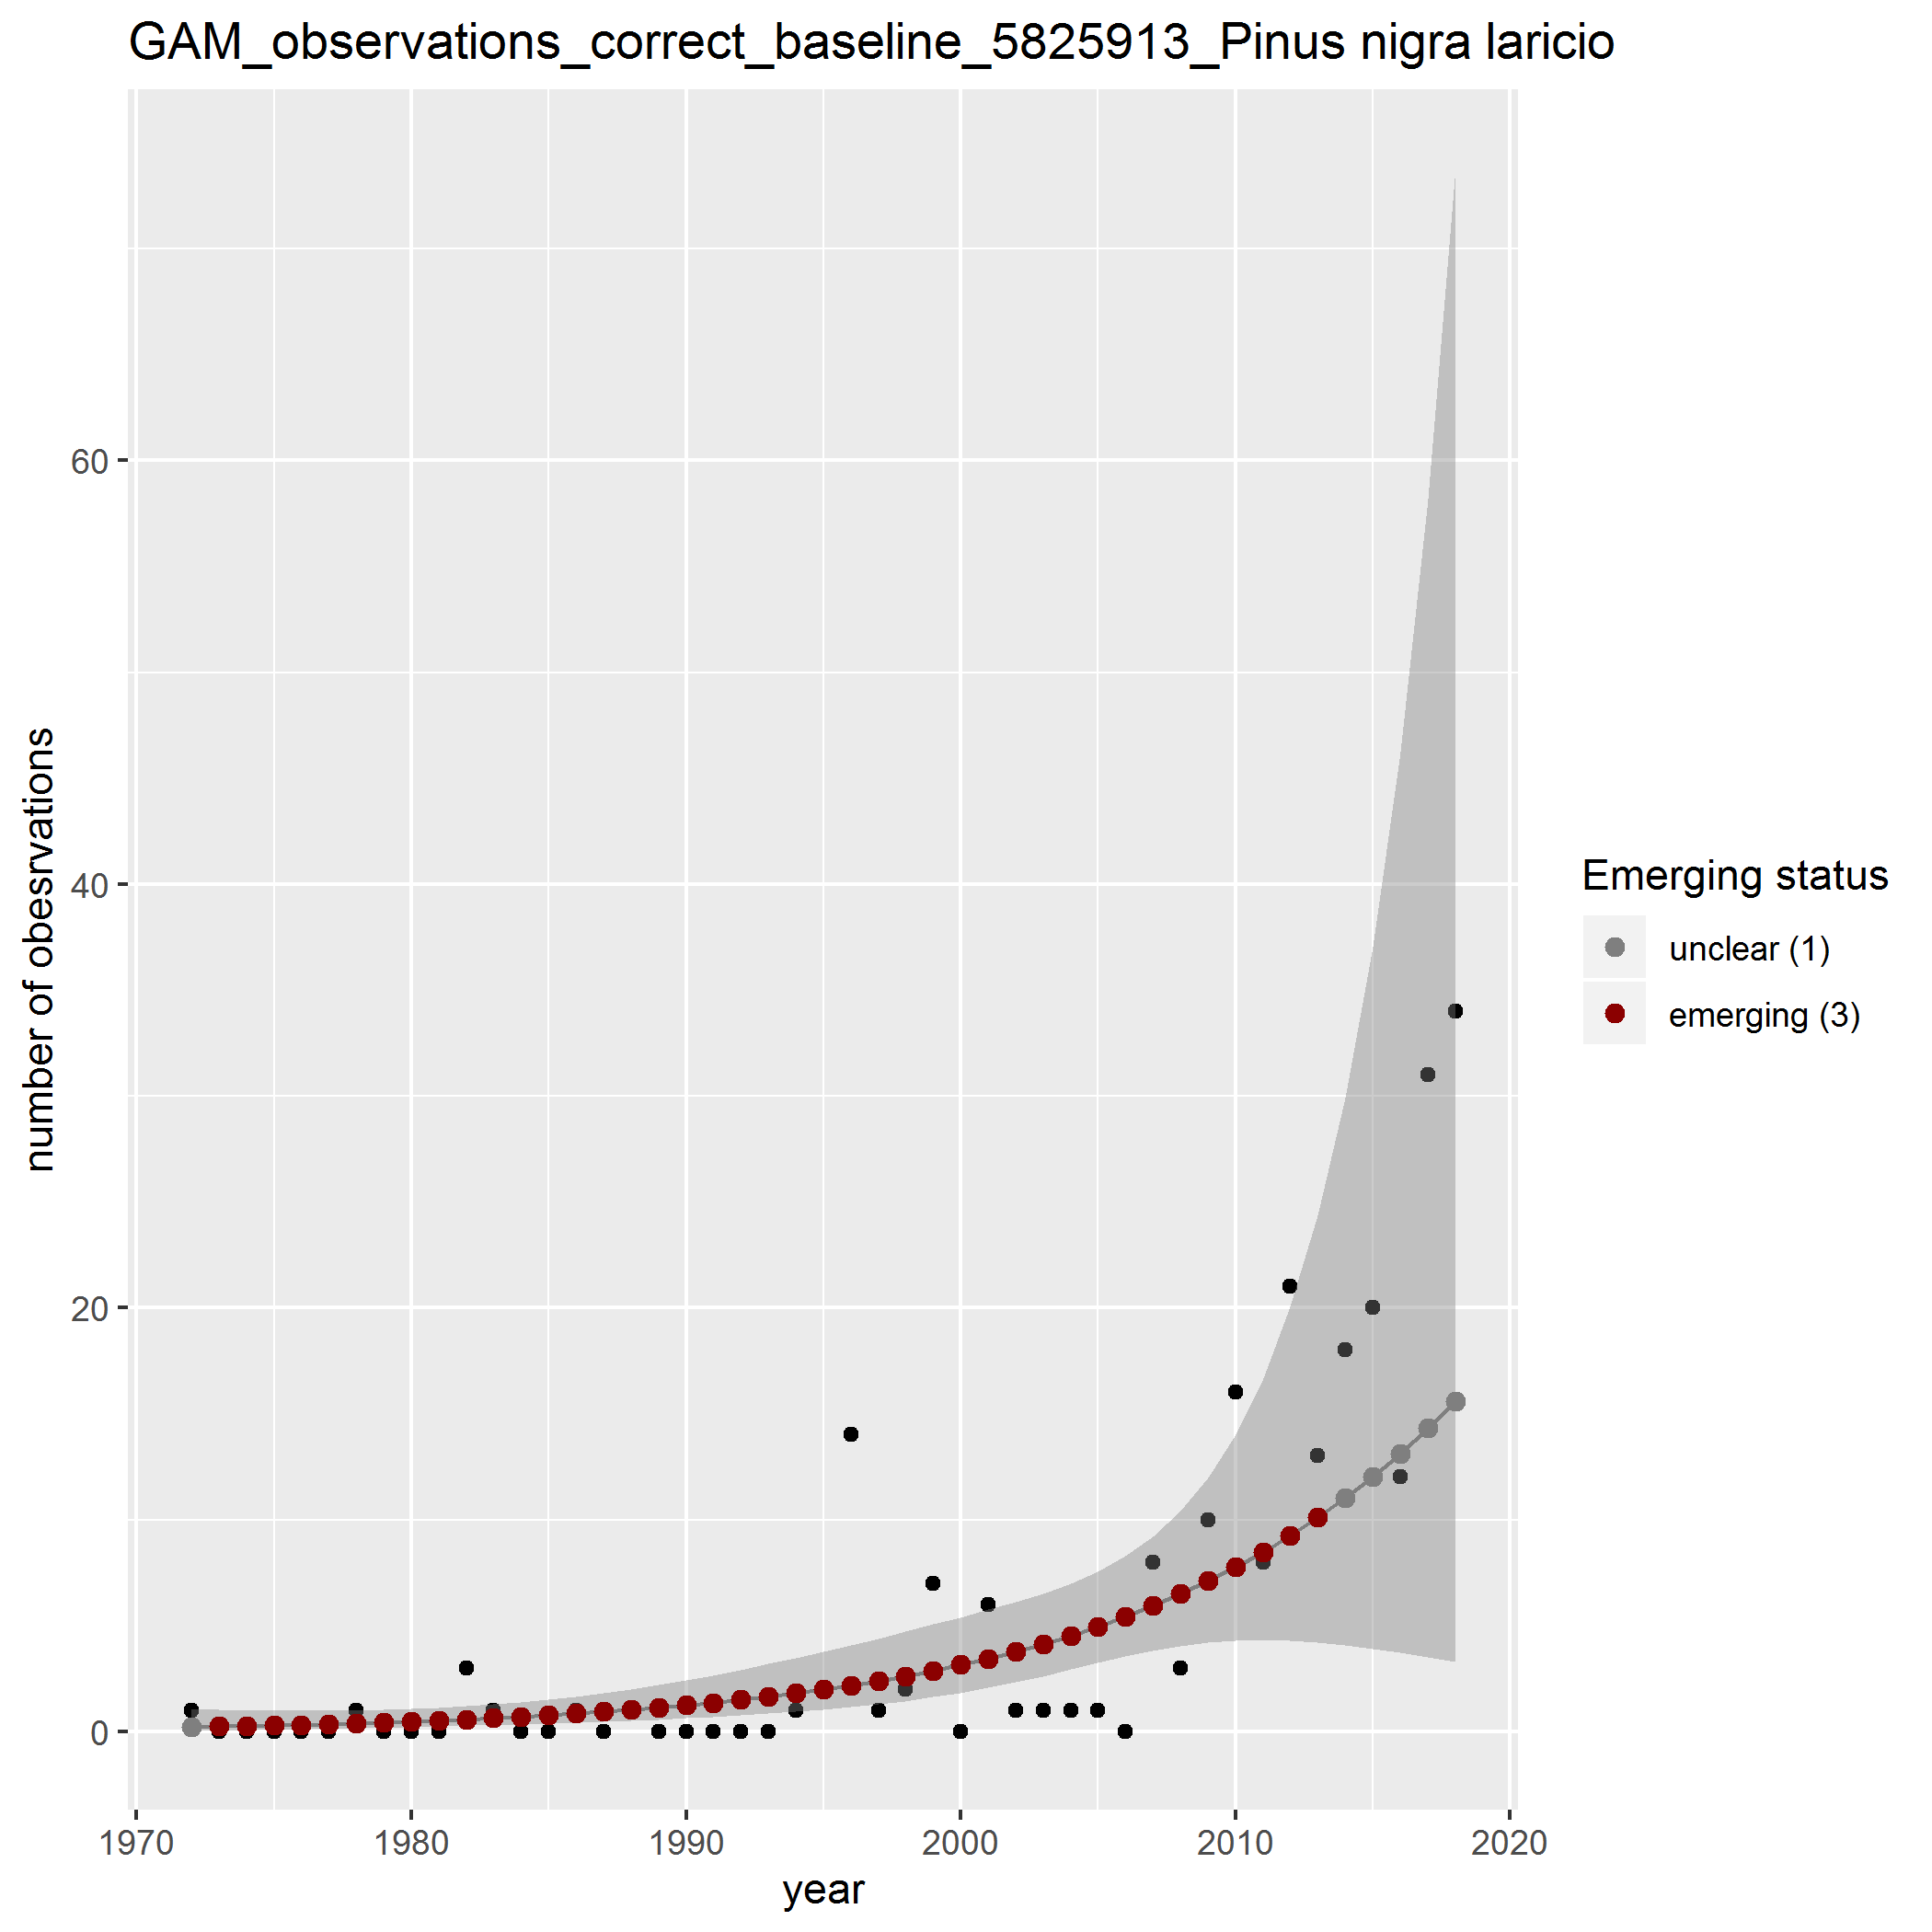 GAM_observations_correct_baseline_5825913_Pinus nigra laricio
number of obesrvations
60
40
20
0
1970 1980 1990 2000 2010 2020
year
Emerging status
unclear (1)
emerging (3)